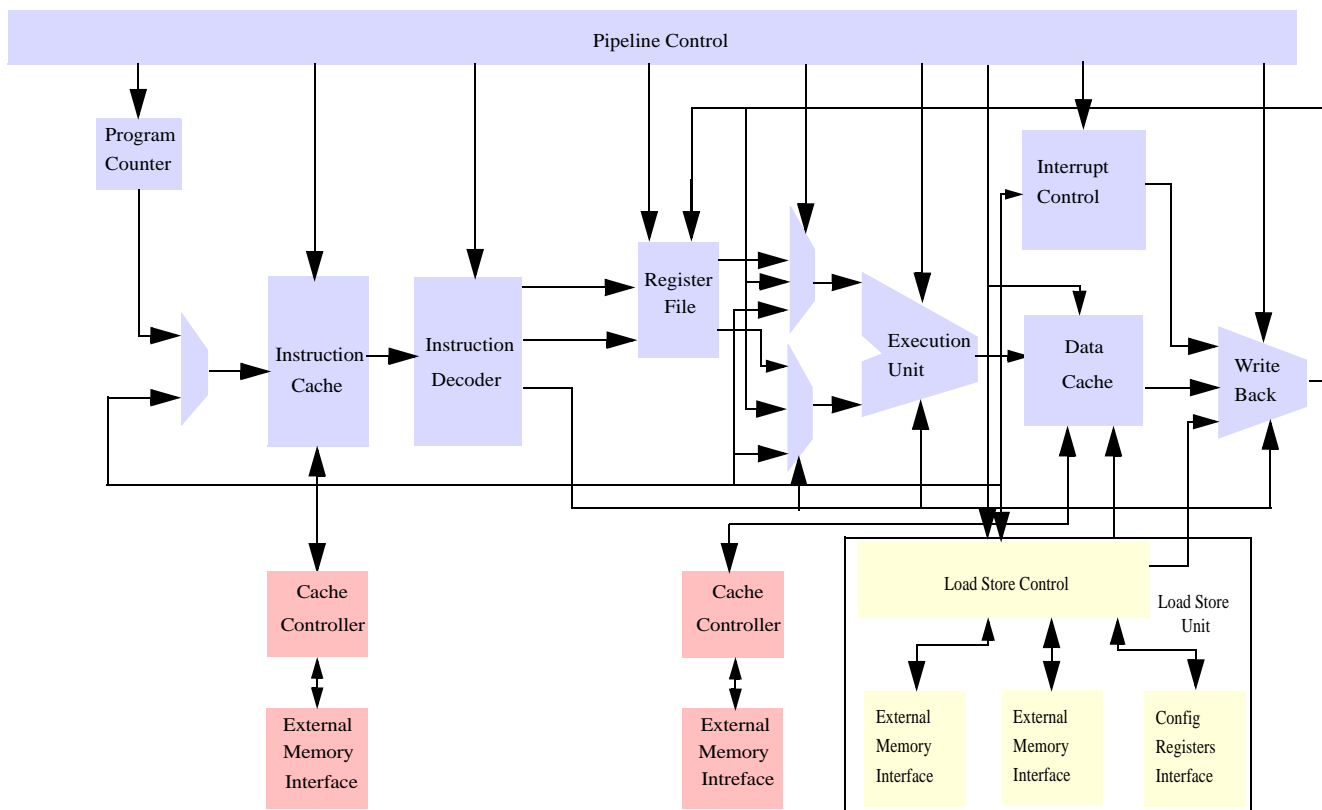 Pipeline Control
Program
Counter
Interrupt
Control
Register
File
Instruction
Cache
Instruction
Decoder
Execution
Unit
Data
Cache
Write
Back
Cache
Controller
Cache
Controller
Load Store Control
Load Store
Unit
External
Memory
Interface
External
Memory
Intreface
External
Memory
Interface
External
Memory
Interface
Config
Registers
Interface